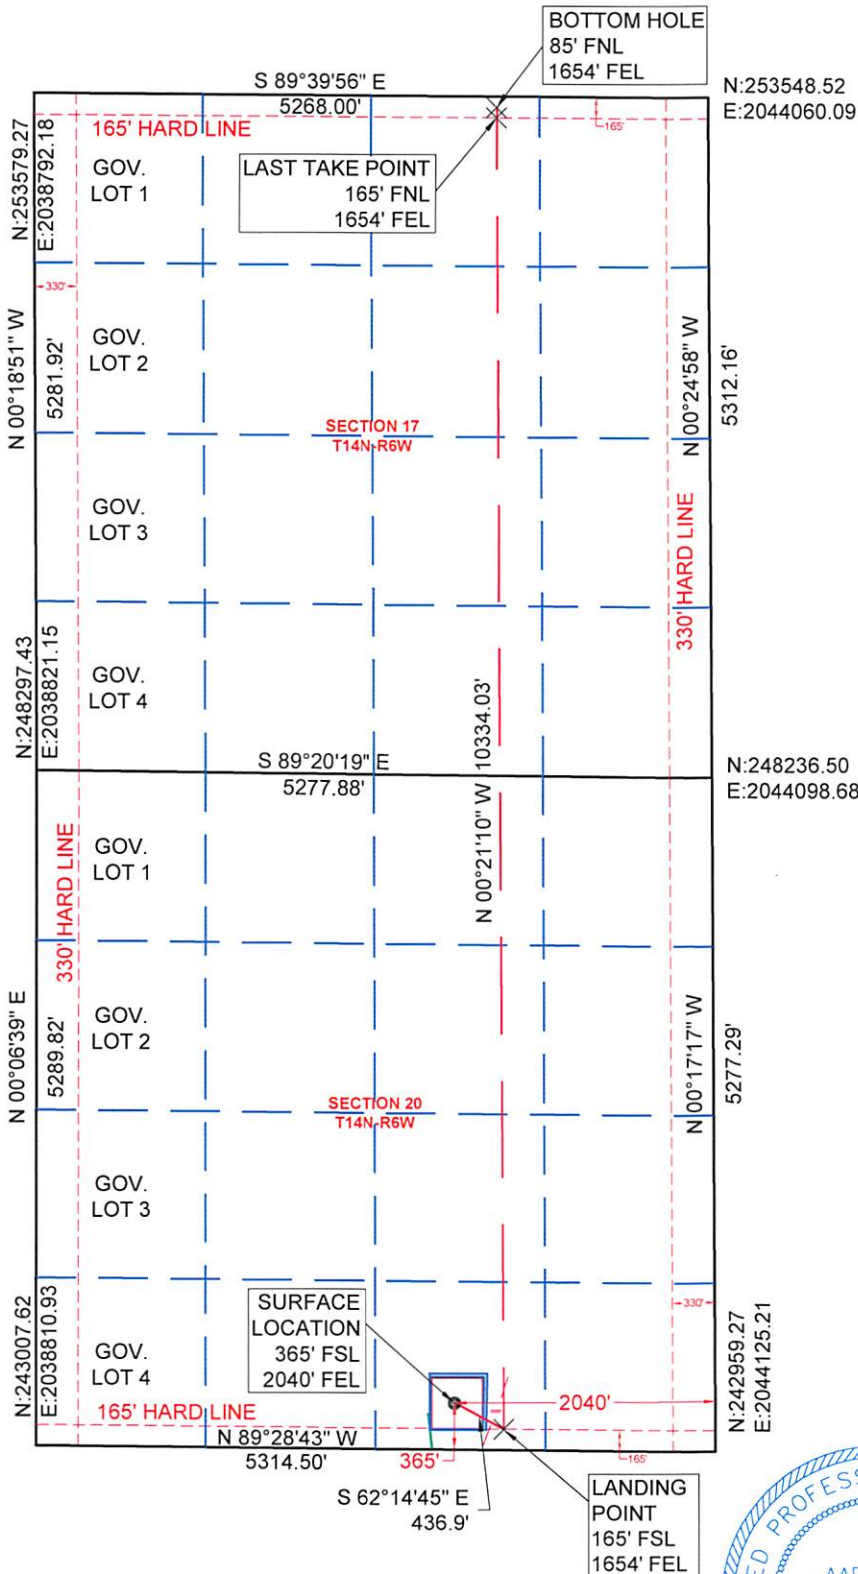 BOTTOM HOLE
85' FNL
1654' FEL
S 89°39'56" E
5268.00'
N:253548.52
E:2044060.09
N:253579.27
E:2038792.18
165' HARD LINE
165'
GOV.
LOT 1
LAST TAKE POINT
165' FNL
1654' FEL
330'
GOV.
LOT 2
N 00°18'51" W
5281.92'
N 00°24'58" W
5312.16'
SECTION 17
T14N-R6W
GOV.
LOT 3
330' HARD LINE
GOV.
LOT 4
N:248297.43
E:2038821.15
S 89°20'19" E
5277.88'
N:248236.50
E:2044098.68
N 00°21'10" W 10334.03'
GOV.
LOT 1
330' HARD LINE
GOV.
LOT 2
N 00°06'39" E
5289.82'
N 00°17'17" W
5277.29'
SECTION 20
T14N-R6W
GOV.
LOT 3
330'
N:243007.62
E:2038810.93
SURFACE
LOCATION
365' FSL
2040' FEL
GOV.
LOT 4
2040'
N:242959.27
E:2044125.21
165' HARD LINE
N 89°28'43" W
5314.50'
365'
165'
S 62°14'45" E
436.9'
LANDING
POINT
165' FSL
1654' FEL